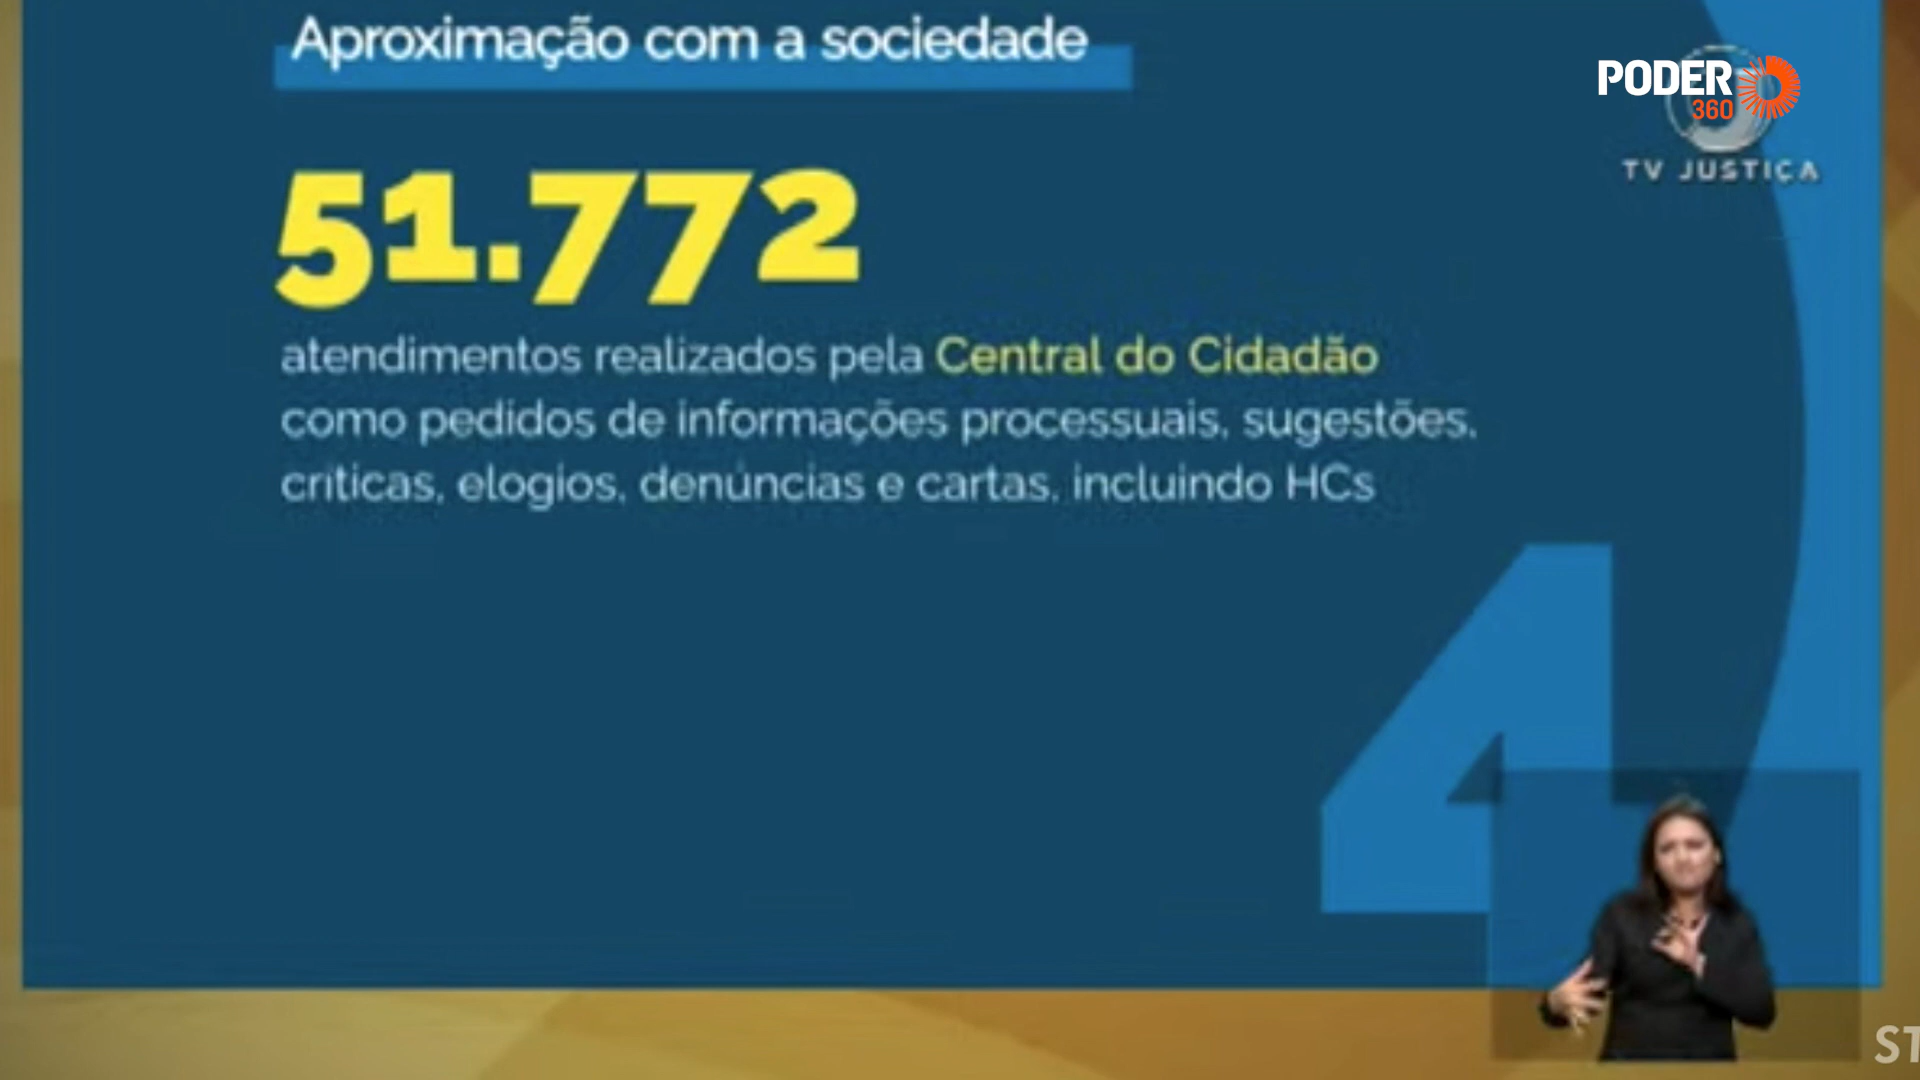 Aproximação com a sociedade
PODER
360
TV JUSTIÇA
51.772
atendimentos realizados pela Central do Cidadão
como pedidos de informações processuais, sugestões,
críticas, elogios, denúncias e cartas, incluindo HCs
4
ST